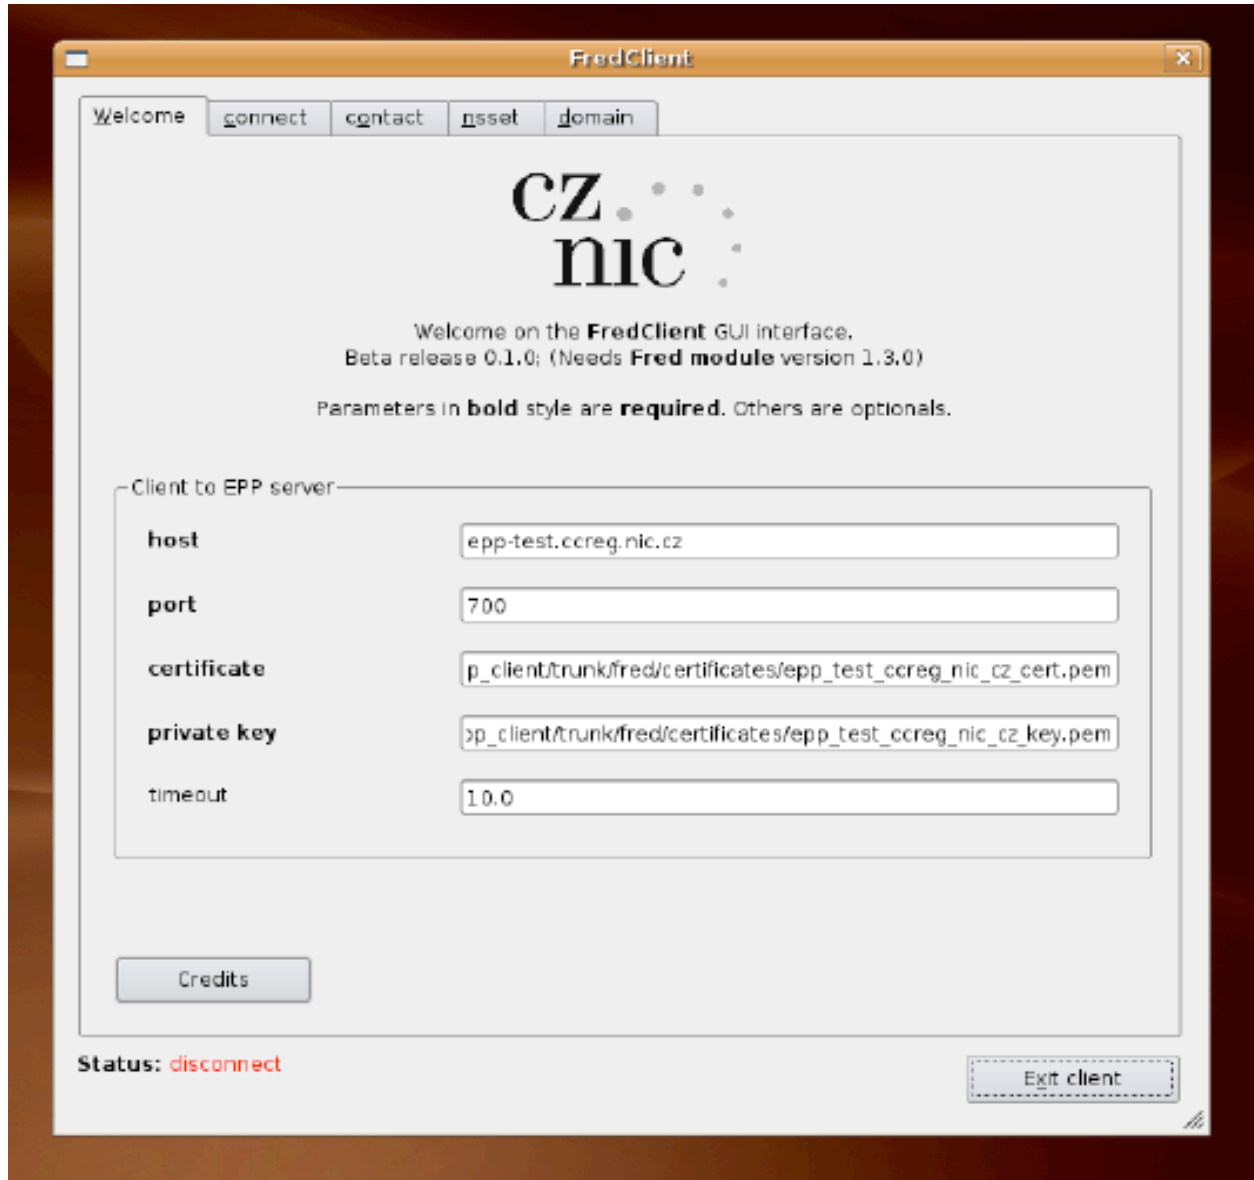 FredClient
Welcome connect contact nsset domain
cz.
nic
Welcome on the FredClient GUI interface.
Beta release 0.1.0; (Needs Fred module version 1.3.0)
Parameters in bold style are required. Others are optionals.
Client to EPP server
host epp-test.ccreg.nic.cz
port 700
certificate p_client/trunk/fred/certificates/epp_test_ccreg_nic_cz_cert.pem
private key pp_client/trunk/fred/certificates/epp_test_ccreg_nic_cz_key.pem
timeout 10.0
Credits
Status: disconnect
Exit client